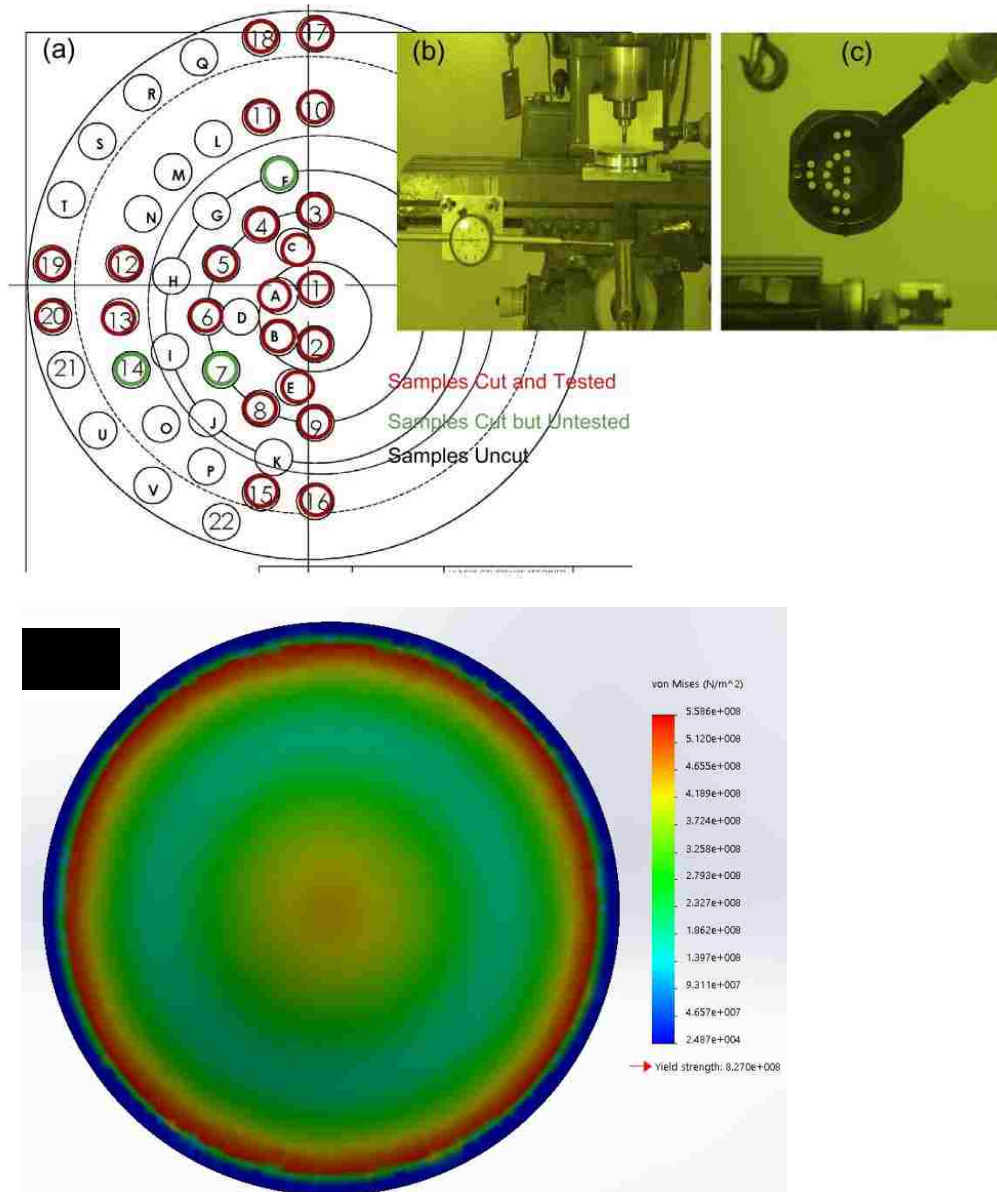 (a)
18
17
Q
R
11
10
L
S
M
F
T
N
G
4
3
C
19
12
5
H
A
1
20
13
6
D
B
2
21
14
I
7
E
U
O
J
8
9
V
P
K
15
16
22
(b)
(c)
Samples Cut and Tested
Samples Cut but Untested
Samples Uncut
von Mises (N/m^2)
5.586e+008
5.120e+008
4.655e+008
4.189e+008
3.724e+008
3.258e+008
2.793e+008
2.327e+008
1.862e+008
1.397e+008
9.311e+007
4.657e+007
2.487e+004
Yield strength: 8.270e+008